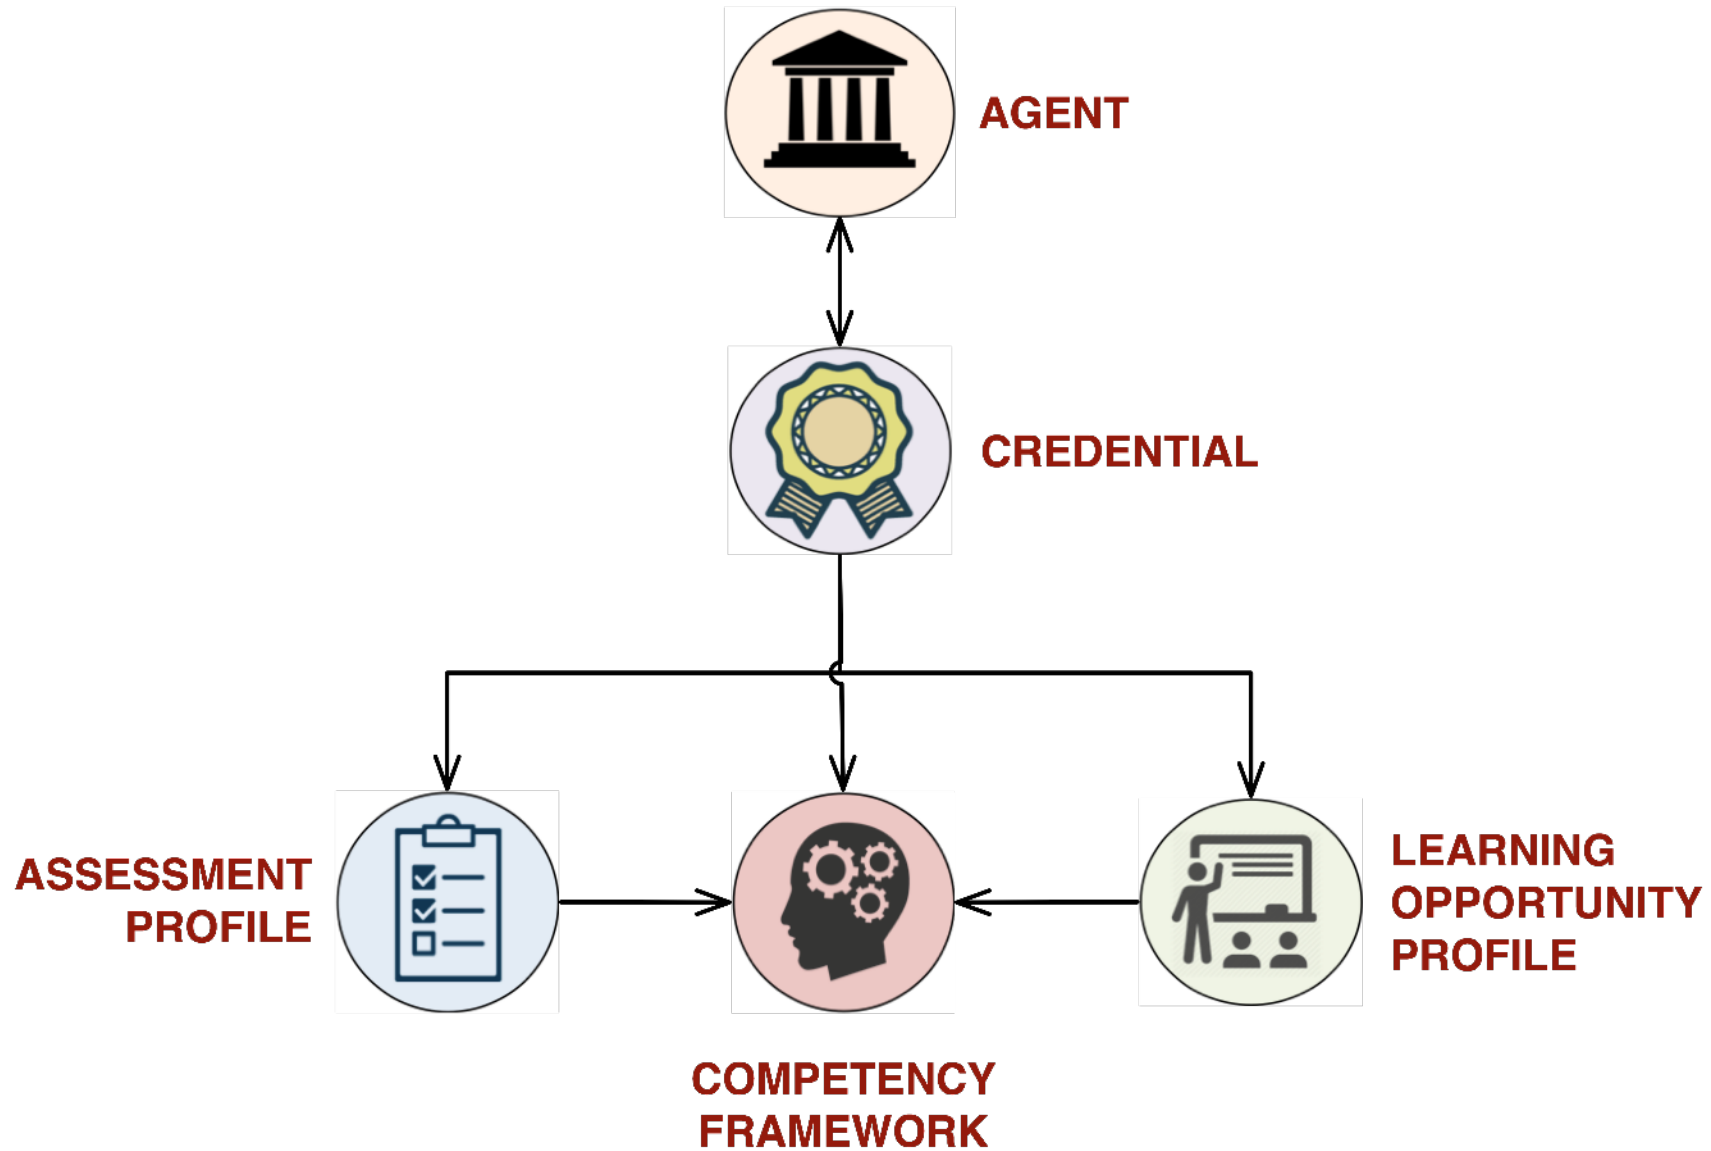 AGENT
CREDENTIAL
ASSESSMENT
PROFILE
LEARNING
OPPORTUNITY
PROFILE
COMPETENCY
FRAMEWORK